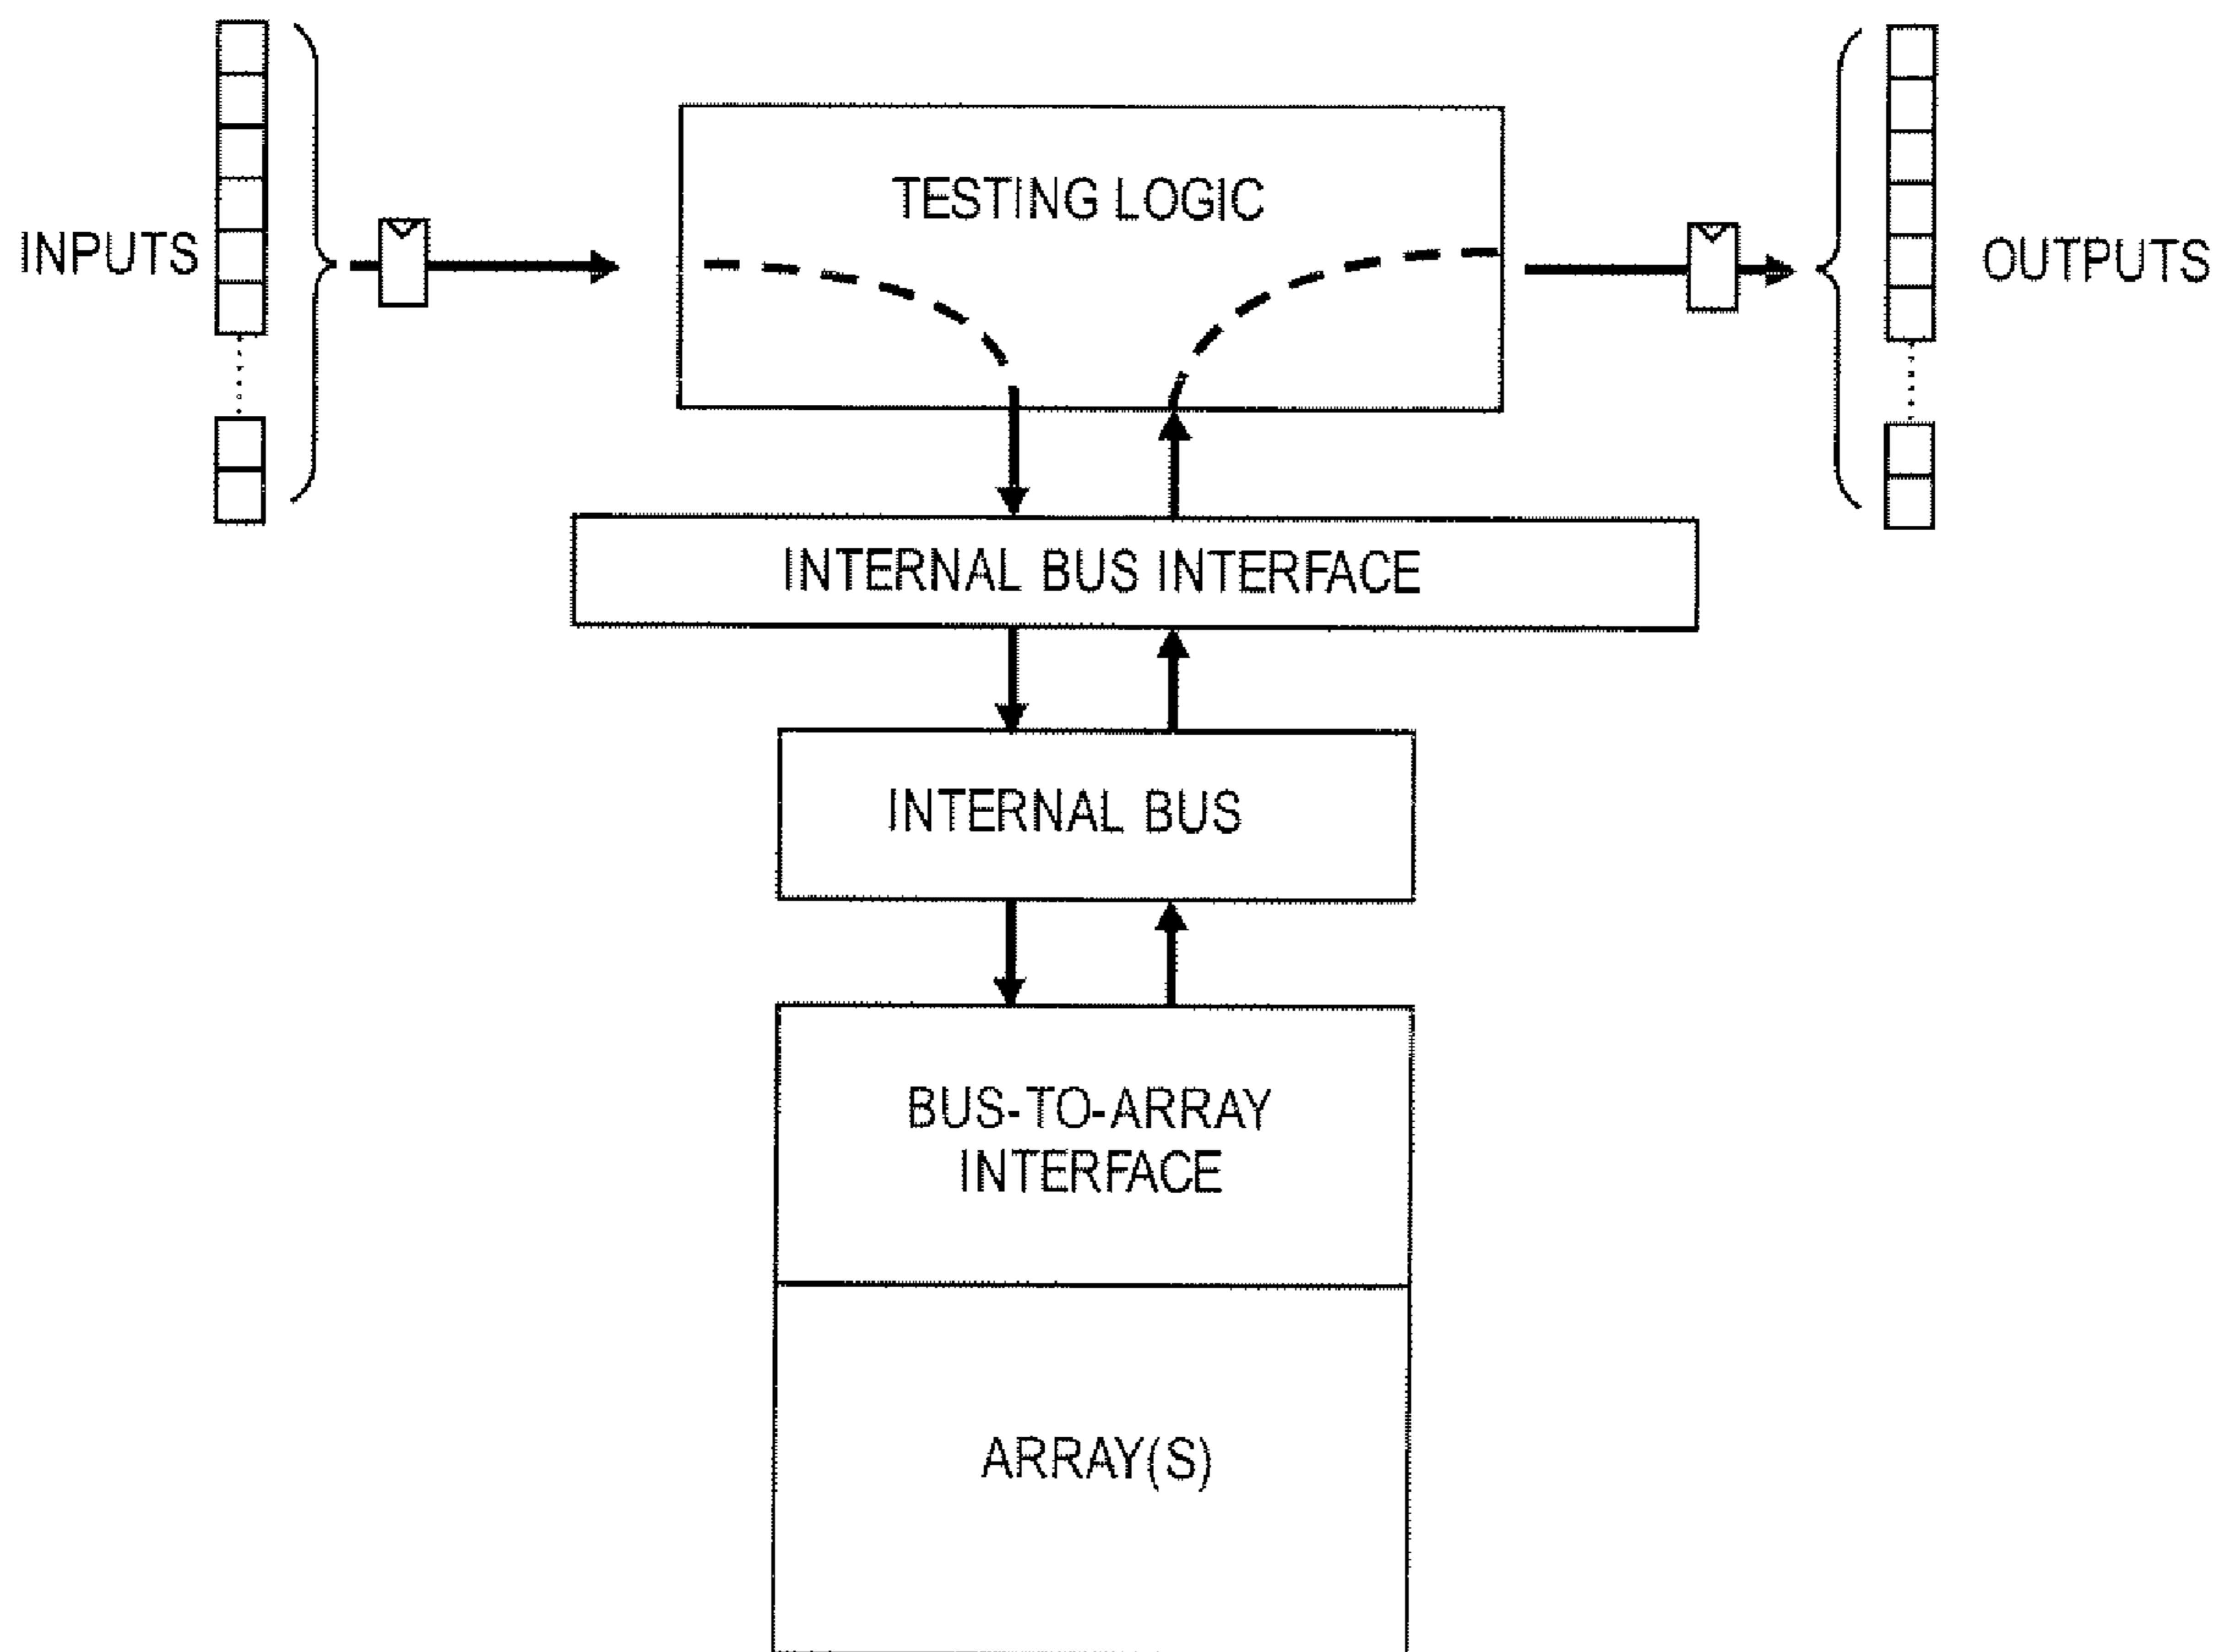 TESTING LOGIC
INPUTS
OUTPUTS
INTERNAL BUS INTERFACE
INTERNAL BUS
BUS-TO-ARRAY
INTERFACE
ARRAY(S)